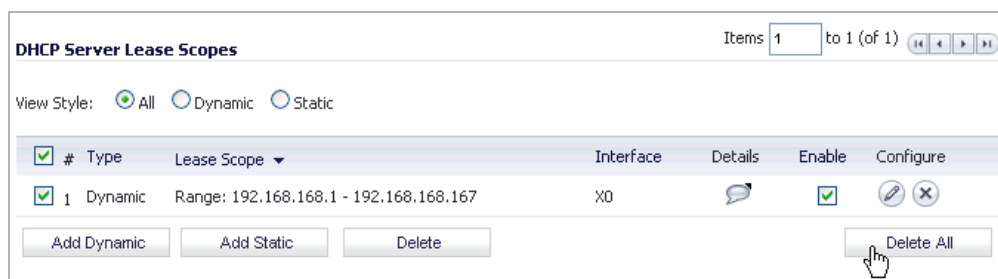 DHCP Server Lease Scopes
Items 1 to 1 (of 1)
View Style: All Dynamic Static
# Type Lease Scope Interface Details Enable Configure
1 Dynamic Range: 192.168.168.1 - 192.168.168.167 X0
Add Dynamic Add Static Delete Delete All